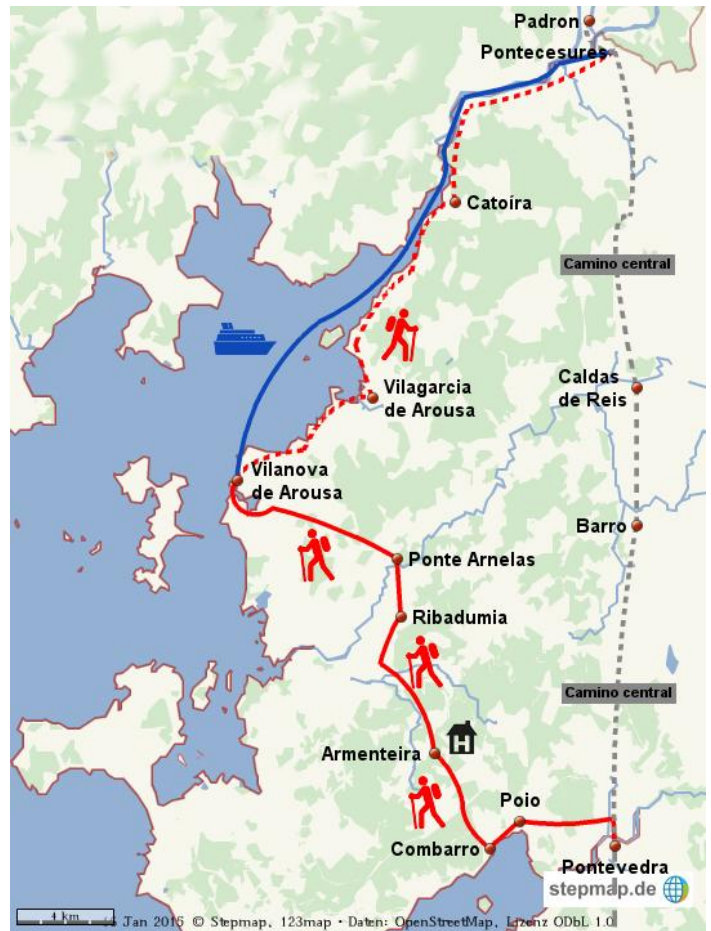 Padron
Pontecesures
Catoira
Camino central
Vilagarcia
de Arousa
Caldas
de Reis
Vilanova
de Arousa
Barro
Ponte Arnelas
Ribadumia
Camino central
H
Armenteira
Poio
Combarro
Pontevedra
stepmap.de
4 km
15 Jan 2015 © Stepmap, 123map • Daten: OpenStreetMap, Lizenz ODbL 1.0